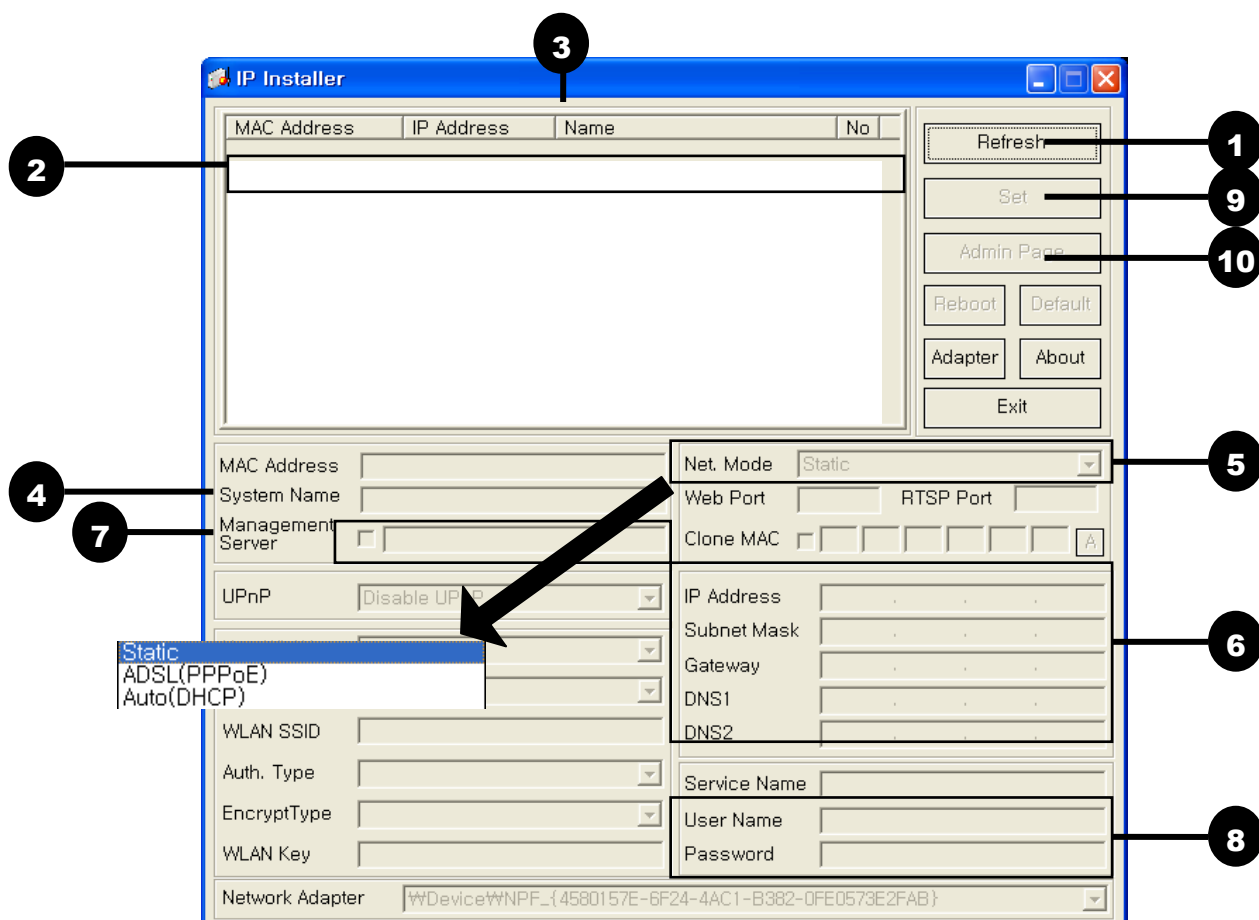 3
IP Installer
MAC Address IP Address Name No
Refresh
1
2
Set
9
Admin Page
10
Reboot Default
Adapter About
Exit
MAC Address
Net. Mode Static
5
4
System Name
Web Port RTSP Port
7
Management
Server
Clone MAC A
UPnP Disable UPnP
IP Address
Subnet Mask
6
Static
ADSL(PPPoE)
Gateway
Auto(DHCP)
DNS1
WLAN SSID
DNS2
Auth. Type
Service Name
EncryptType
User Name
8
WLAN Key
Password
Network Adapter ₩Device₩NPF_{4580157E-6F24-4AC1-B382-0FE0573E2FAB}